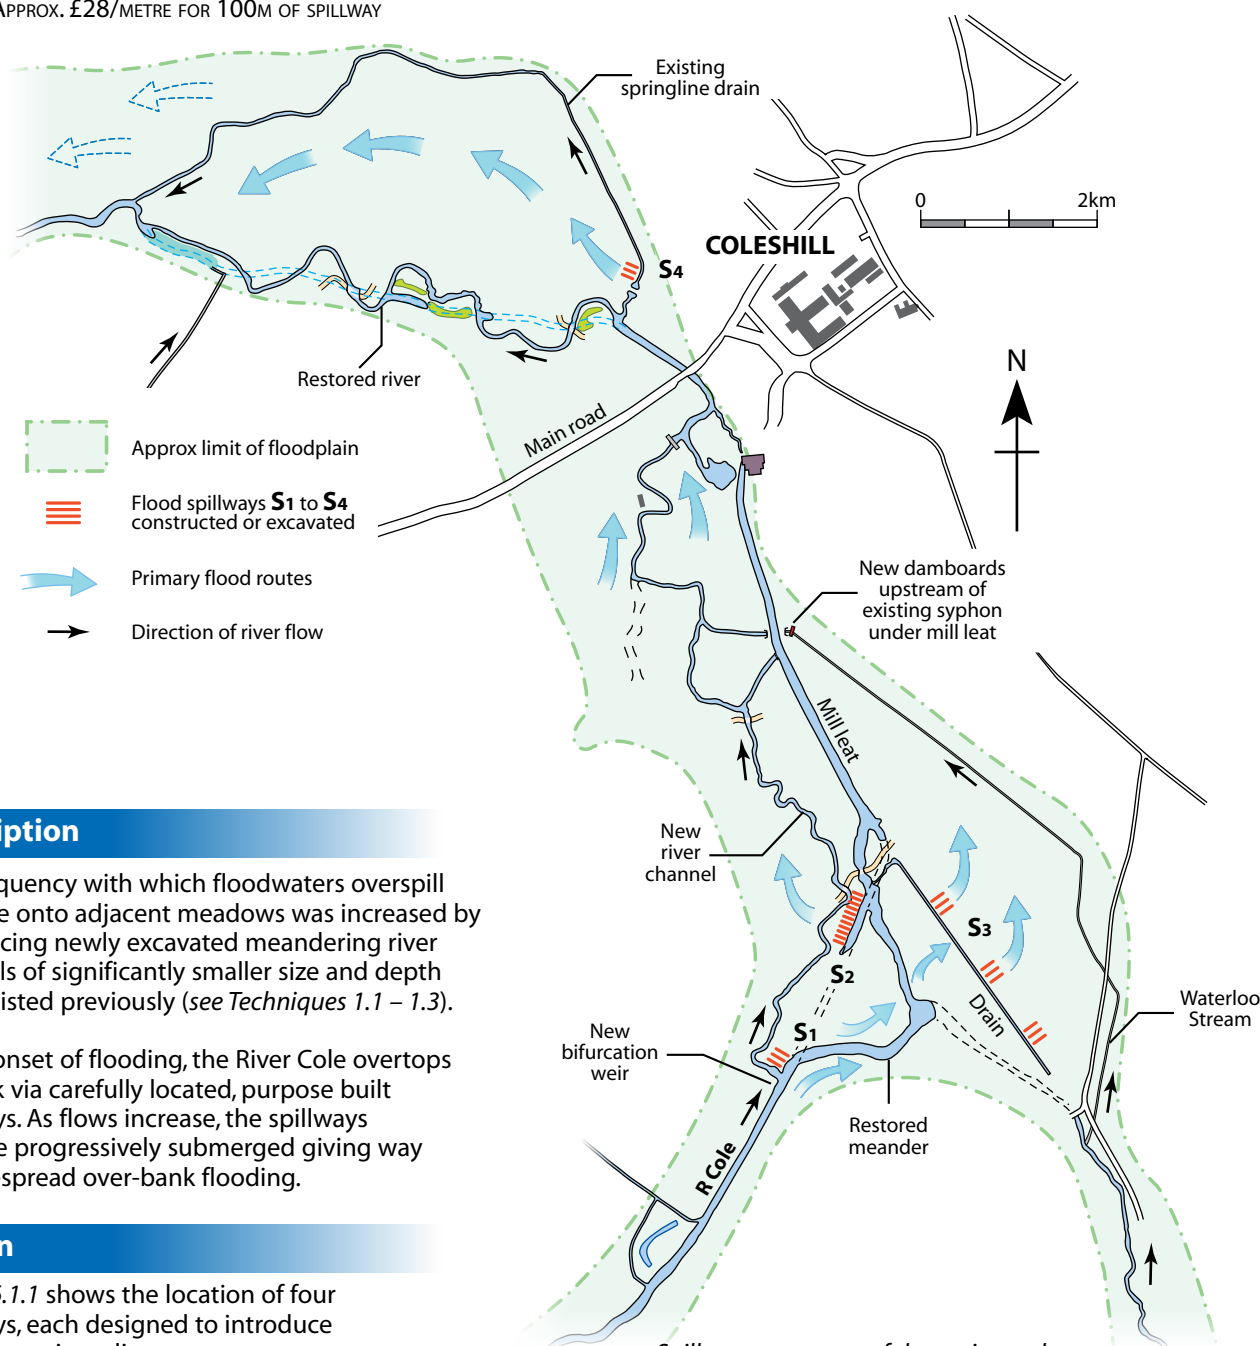 APPROX. £28/METRE FOR 100M OF SPILLWAY
Existing
springline drain
0 2km
COLESHILL
S4
Restored river
Main road
N
Approx limit of floodplain
Flood spillways S1 to S4
constructed or excavated
Primary flood routes
Direction of river flow
New damboards
upstream of
existing syphon
under mill leat
Mill leat
New
river
channel
S3
S2
Drain
Waterloo
Stream
S1
New
bifurcation
weir
Restored
meander
R Cole
iption
quency with which floodwaters overspill
e onto adjacent meadows was increased by
cing newly excavated meandering river
ls of significantly smaller size and depth
isted previously (see Techniques 1.1 – 1.3).
onset of flooding, the River Cole overtops
k via carefully located, purpose built
ys. As flows increase, the spillways
e progressively submerged giving way
espread over-bank flooding.
n
6.1.1 shows the location of four
ys, each designed to introduce